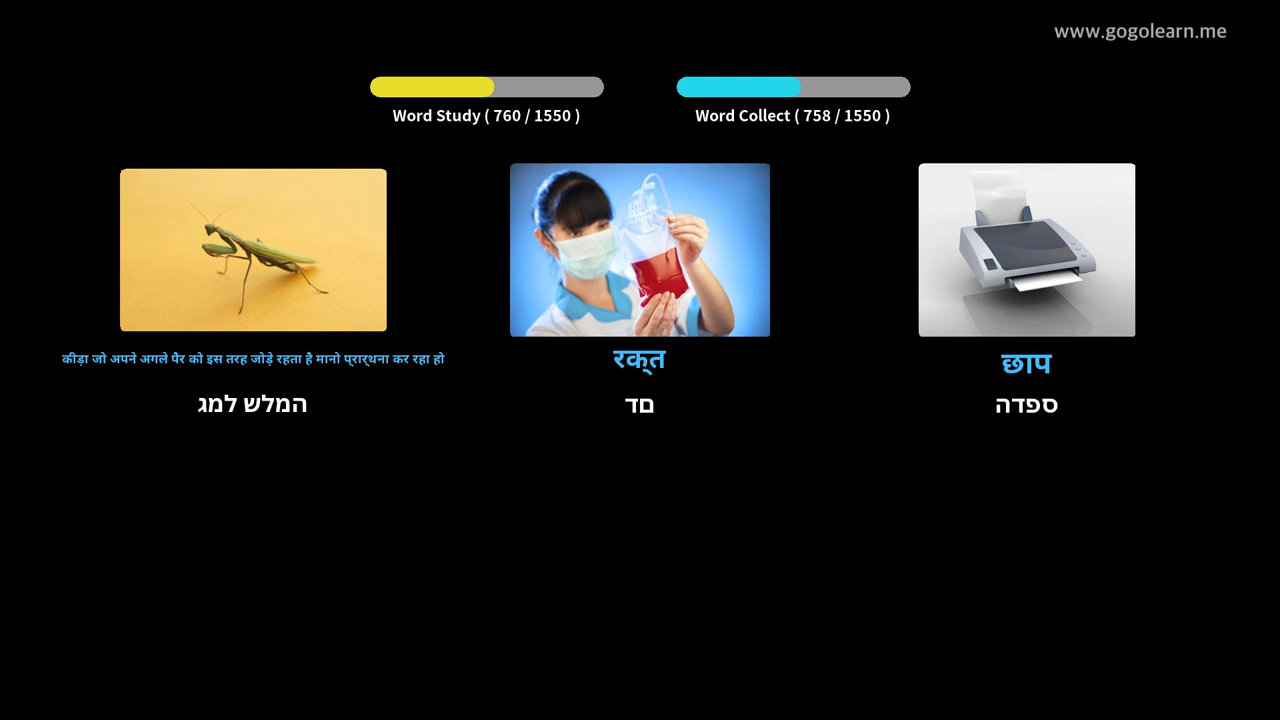 www.gogolearn.me
Word Study ( 760 / 1550 )
Word Collect ( 758 / 1550 )
कीड़ा जो अपने अगले पैर को इस तरह जोड़े रहता है मानो प्रार्थना कर रहा हो
रक्त
छाप
המלש למג
םד
ספדה